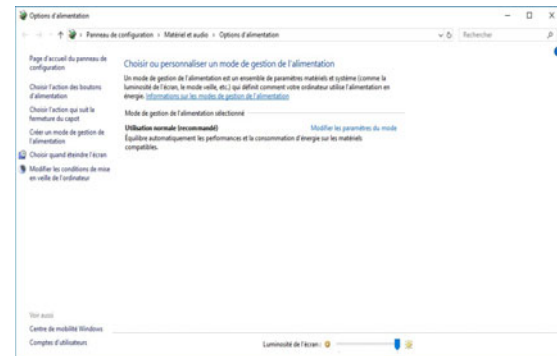 Options d'alimentation
Panneau de configuration > Matériel et audio > Options d'alimentation
Rechercher
Page d'accueil du panneau de
configuration
Choisir l'action des boutons
d'alimentation
Choisir l'action qui suit la
fermeture du capot
Créer un mode de gestion de
l'alimentation
Choisir quand éteindre l'écran
Modifier les conditions de mise
en veille de l'ordinateur
Choisir ou personnaliser un mode de gestion de l'alimentation
Un mode de gestion de l'alimentation est un ensemble de paramètres matériels et système (comme la
luminosité de l'écran, le mode veille, etc.) qui définit comment votre ordinateur utilise l'alimentation en
énergie. Informations sur les modes de gestion de l'alimentation
Mode de gestion de l'alimentation sélectionné
Utilisation normale (recommandé) Modifier les paramètres du mode
Équilibre automatiquement les performances et la consommation d'énergie sur les matériels
compatibles.
Voir aussi
Centre de mobilité Windows
Comptes d'utilisateurs
Luminosité de l'écran :